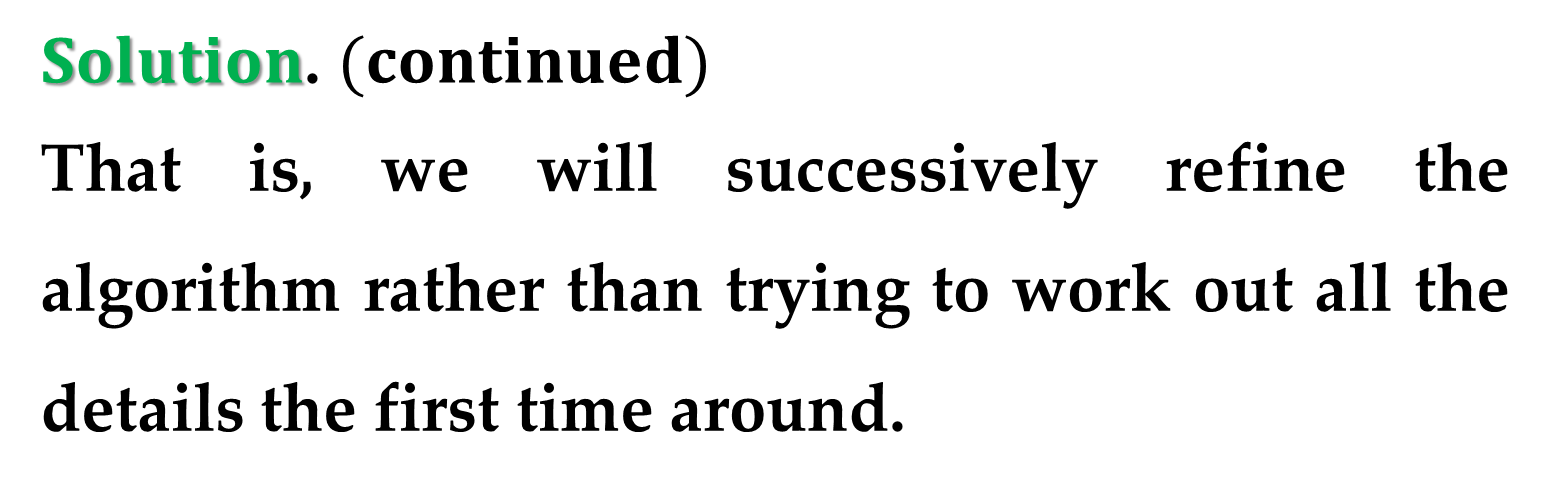 Solution. (continued)
That is, we will successively refine the
algorithm rather than trying to work out all the
details the first time around.